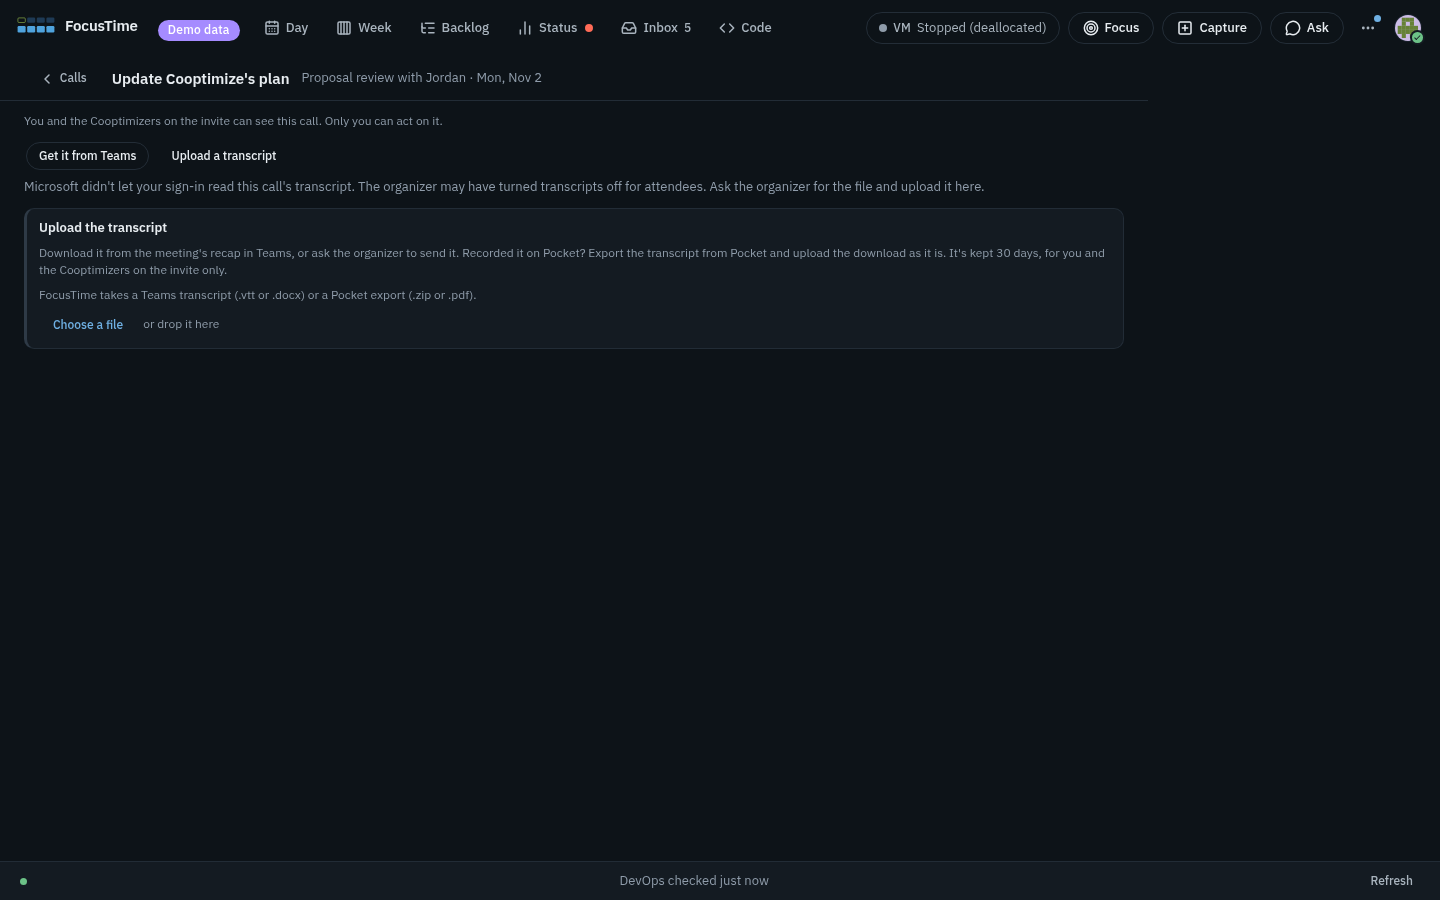 FocusTime
Demo data
Day
Week
Backlog
Status
Inbox 5
Code
VM Stopped (deallocated)
Focus
Capture
Ask
Calls
Update Cooptimize's plan
Proposal review with Jordan · Mon, Nov 2
You and the Cooptimizers on the invite can see this call. Only you can act on it.
Get it from Teams
Upload a transcript
Microsoft didn't let your sign-in read this call's transcript. The organizer may have turned transcripts off for attendees. Ask the organizer for the file and upload it here.
Upload the transcript
Download it from the meeting's recap in Teams, or ask the organizer to send it. Recorded it on Pocket? Export the transcript from Pocket and upload the download as it is. It's kept 30 days, for you and
the Cooptimizers on the invite only.
FocusTime takes a Teams transcript (.vtt or .docx) or a Pocket export (.zip or .pdf).
Choose a file
or drop it here
DevOps checked just now
Refresh